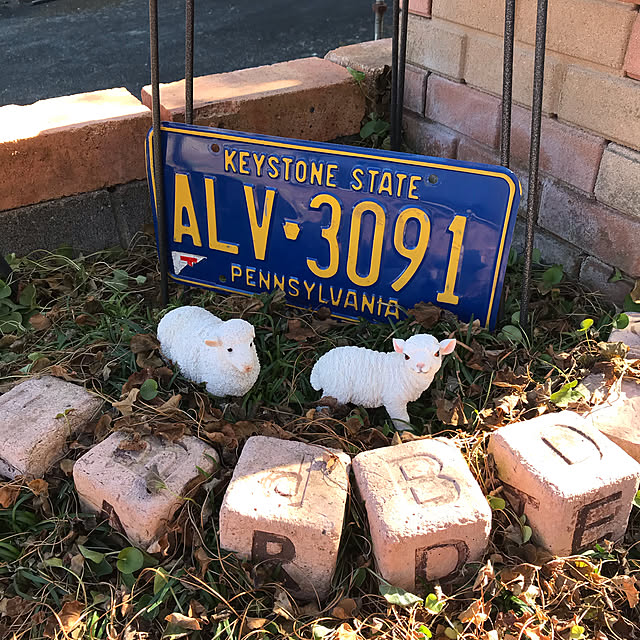 KEYSTONE STATE
ALV·3091
PENNSYLVANIA
d B D
R D E